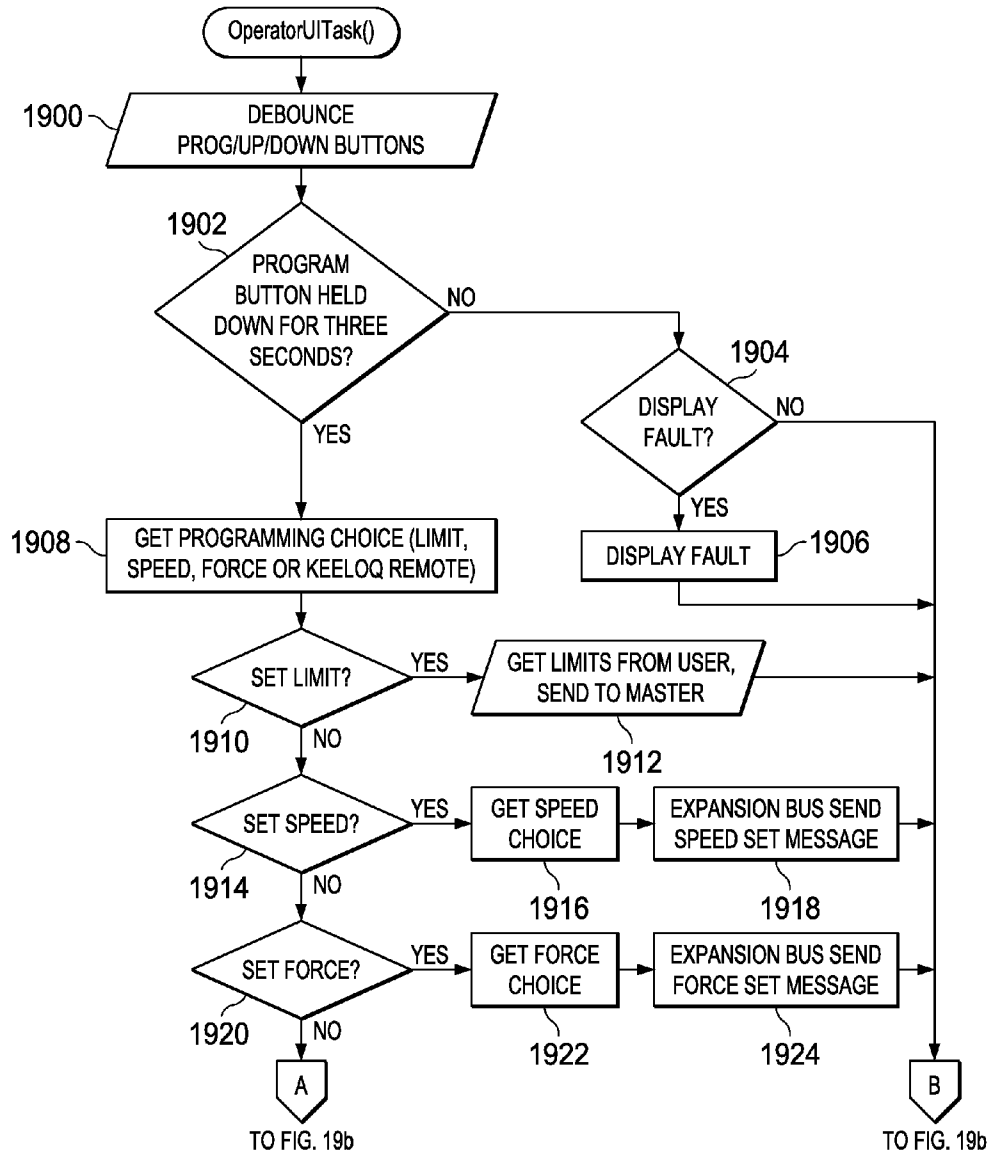 OperatorUITask()
1900
DEBOUNCE
PROG/UP/DOWN BUTTONS
1902
PROGRAM
BUTTON HELD
DOWN FOR THREE
SECONDS?
NO
YES
1904
DISPLAY
FAULT?
NO
YES
DISPLAY FAULT
1906
1908
GET PROGRAMMING CHOICE (LIMIT,
SPEED, FORCE OR KEELOQ REMOTE)
SET LIMIT?
YES
1910
NO
GET LIMITS FROM USER,
SEND TO MASTER
1912
SET SPEED?
YES
1914
NO
GET SPEED
CHOICE
1916
EXPANSION BUS SEND
SPEED SET MESSAGE
1918
SET FORCE?
YES
1920
NO
GET FORCE
CHOICE
1922
EXPANSION BUS SEND
FORCE SET MESSAGE
1924
A
TO FIG. 19b
B
TO FIG. 19b